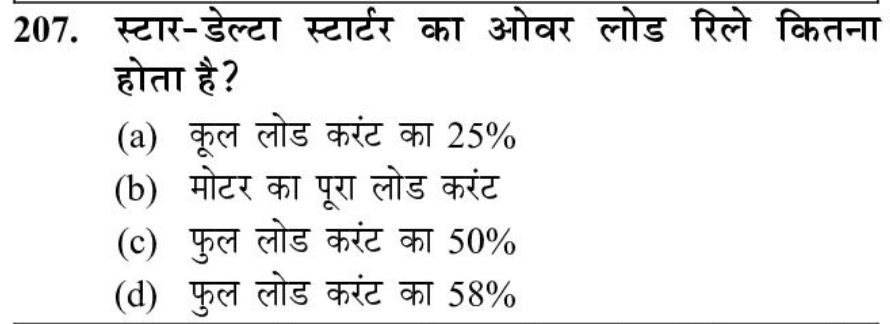 207. स्टार-डेल्टा स्टार्टर का ओवर लोड रिले कितना
होता है?
(a) कूल लोड करंट का 25%
(b) मोटर का पूरा लोड करंट
(c) फुल लोड करंट का 50%
(d) फुल लोड करंट का 58%